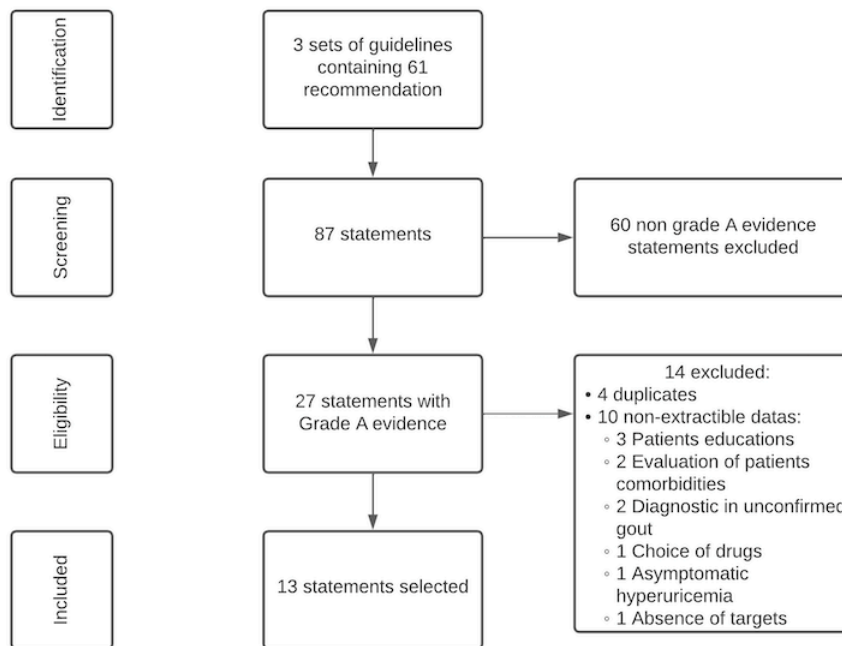 Identification
3 sets of guidelines
containing 61
recommendation
Screening
87 statements
60 non grade A evidence
statements excluded
Eligibility
27 statements with
Grade A evidence
14 excluded:
• 4 duplicates
• 10 non-extractible datas:
◦ 3 Patients educations
◦ 2 Evaluation of patients
comorbidities
◦ 2 Diagnostic in unconfirmed
gout
◦ 1 Choice of drugs
◦ 1 Asymptomatic
hyperuricemia
◦ 1 Absence of targets
Included
13 statements selected